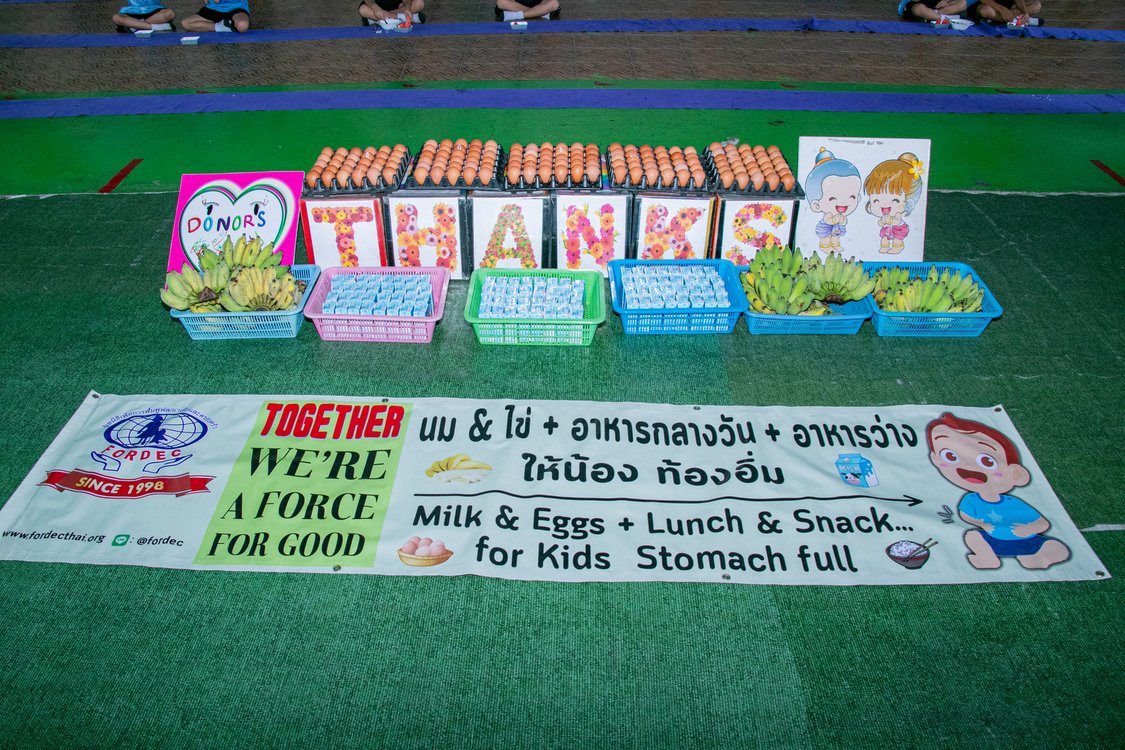 DONOR'S
THANKS
FORDEC
SINCE 1998
www.fordecthai.org : @fordec
TOGETHER
WE'RE
A FORCE
FOR GOOD
นม & ไข่ + อาหารกลางวัน + อาหารว่าง
ให้น้อง ท้องอิ่ม
MILK
Milk & Eggs + Lunch & Snack...
for Kids Stomach full